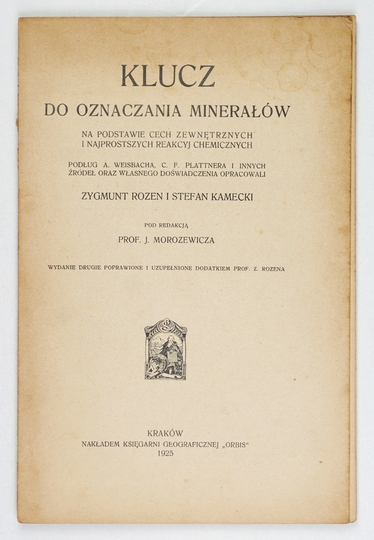 KLUCZ
DO OZNACZANIA MINERAŁÓW
NA PODSTAWIE CECH ZEWNĘTRZNYCH
I NAJPROSTSZYCH REAKCYJ CHEMICZNYCH
PODŁUG A. WEISBACHA, C. F. PLATTNERA I INNYCH
ŹRÓDEŁ ORAZ WŁASNEGO DOŚWIADCZENIA OPRACOWALI
ZYGMUNT ROZEN I STEFAN KAMECKI
POD REDAKCJĄ
PROF. J. MOROZEWICZA
WYDANIE DRUGIE POPRAWIONE I UZUPEŁNIONE DODATKIEM PROF. Z. ROZENA
KRAKÓW
NAKŁADEM KSIĘGARNI GEOGRAFICZNEJ „ORBIS"
1925